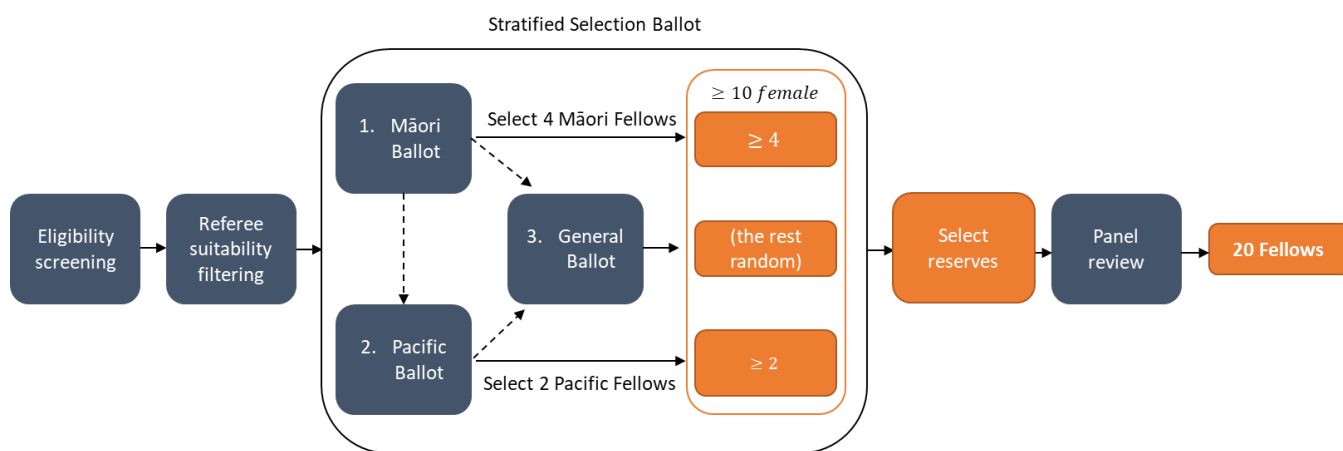 Stratified Selection Ballot
Eligibility
screening
Referee
suitability
filtering
1. Māori
Ballot
Select 4 Māori Fellows
2. Pacific
Ballot
Select 2 Pacific Fellows
3. General
Ballot
≥ 10 female
≥ 4
(the rest
random)
≥ 2
Select
reserves
Panel
review
20 Fellows